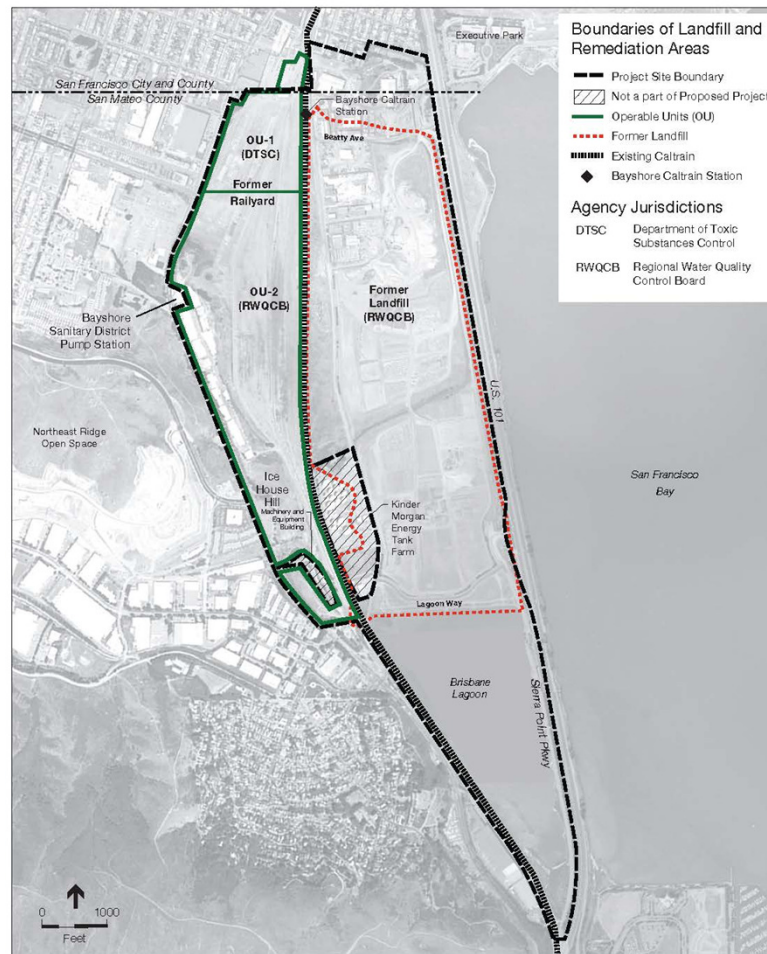 Executive Park
Boundaries of Landfill and
Remediation Areas
Project Site Boundary
Not a part of Proposed Project
Operable Units (OU)
Former Landfill
Existing Caltrain
Bayshore Caltrain Station
Agency Jurisdictions
DTSC Department of Toxic
Substances Control
RWQCB Regional Water Quality
Control Board
San Francisco City and County
San Mateo County
Bayshore Caltrain
Station
Beatty Ave
OU-1
(DTSC)
Former
Railyard
OU-2
(RWQCB)
Former
Landfill
(RWQCB)
Bayshore
Sanitary District
Pump Station
U.S. 101
Northeast Ridge
Open Space
San Francisco
Bay
Ice
House
Hill
Machinery and
Equipment
Building
Kinder
Morgan
Energy
Tank
Farm
Lagoon Way
Brisbane
Lagoon
Sierra Point Pkwy
0 1000
Feet